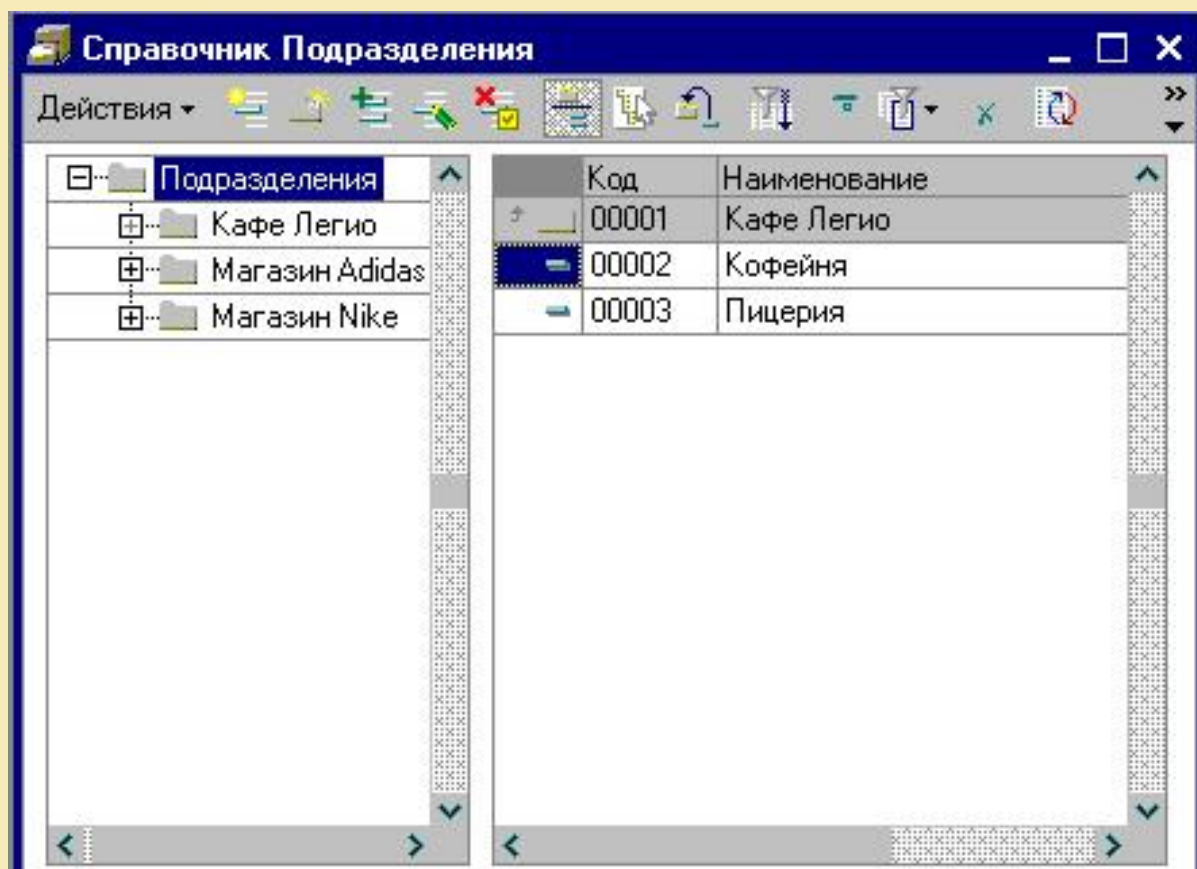 Справочник Подразделения
Действия
Подразделения
Кафе Легио
Магазин Adidas
Магазин Nike
Код Наименование
00001 Кафе Легио
00002 Кофейня
00003 Пицерия